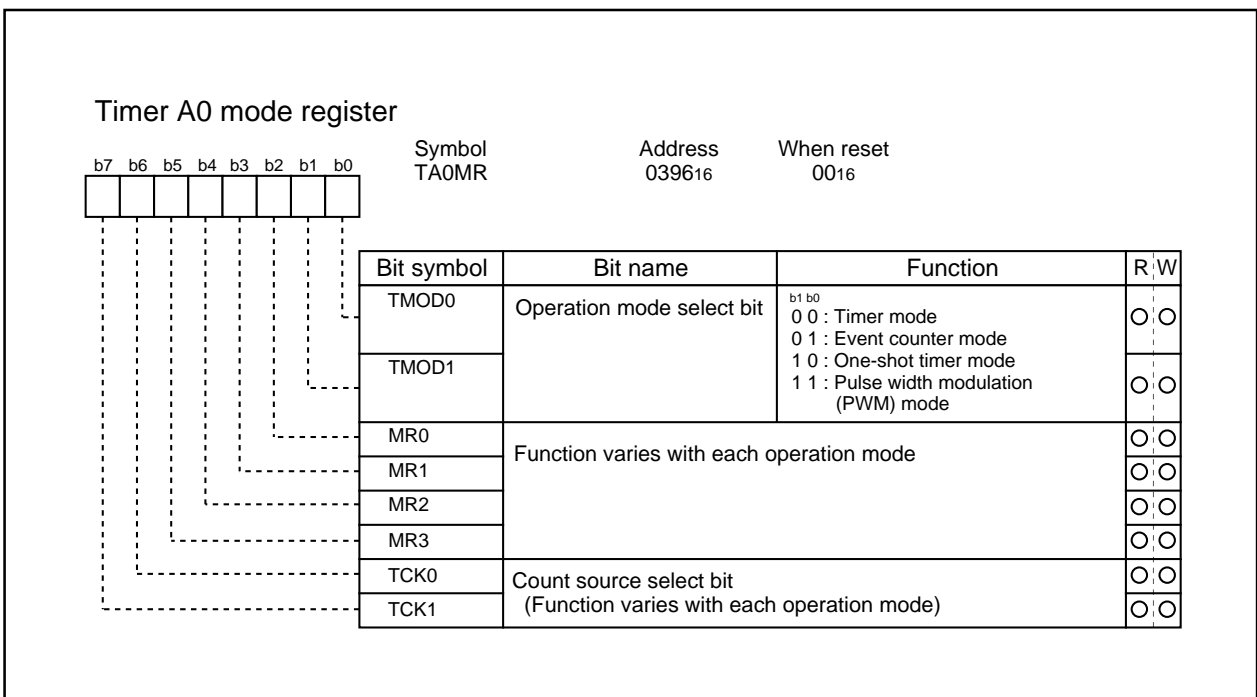 Timer A0 mode register
Symbol Address When reset
TA0MR 039616 0016
b7 b6 b5 b4 b3 b2 b1 b0
Bit symbol Bit name Function R W
TMOD0 Operation mode select bit b1 b0
0 0 : Timer mode
0 1 : Event counter mode
TMOD1 1 0 : One-shot timer mode
1 1 : Pulse width modulation
(PWM) mode
MR0 Function varies with each operation mode
MR1
MR2
MR3
TCK0 Count source select bit
TCK1 (Function varies with each operation mode)